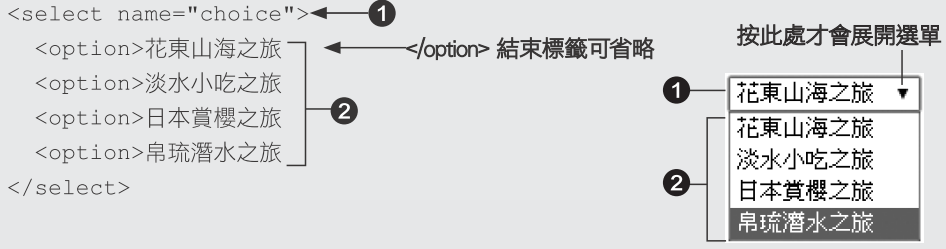 <select name="choice"> ❶
<option>花東山海之旅
</option> 結束標籤可省略
<option>淡水小吃之旅
<option>日本賞櫻之旅
<option>帛琉潛水之旅
</select>
❷
按此處才會展開選單
❶ 花東山海之旅 ▼
花東山海之旅
淡水小吃之旅
日本賞櫻之旅
帛琉潛水之旅
❷